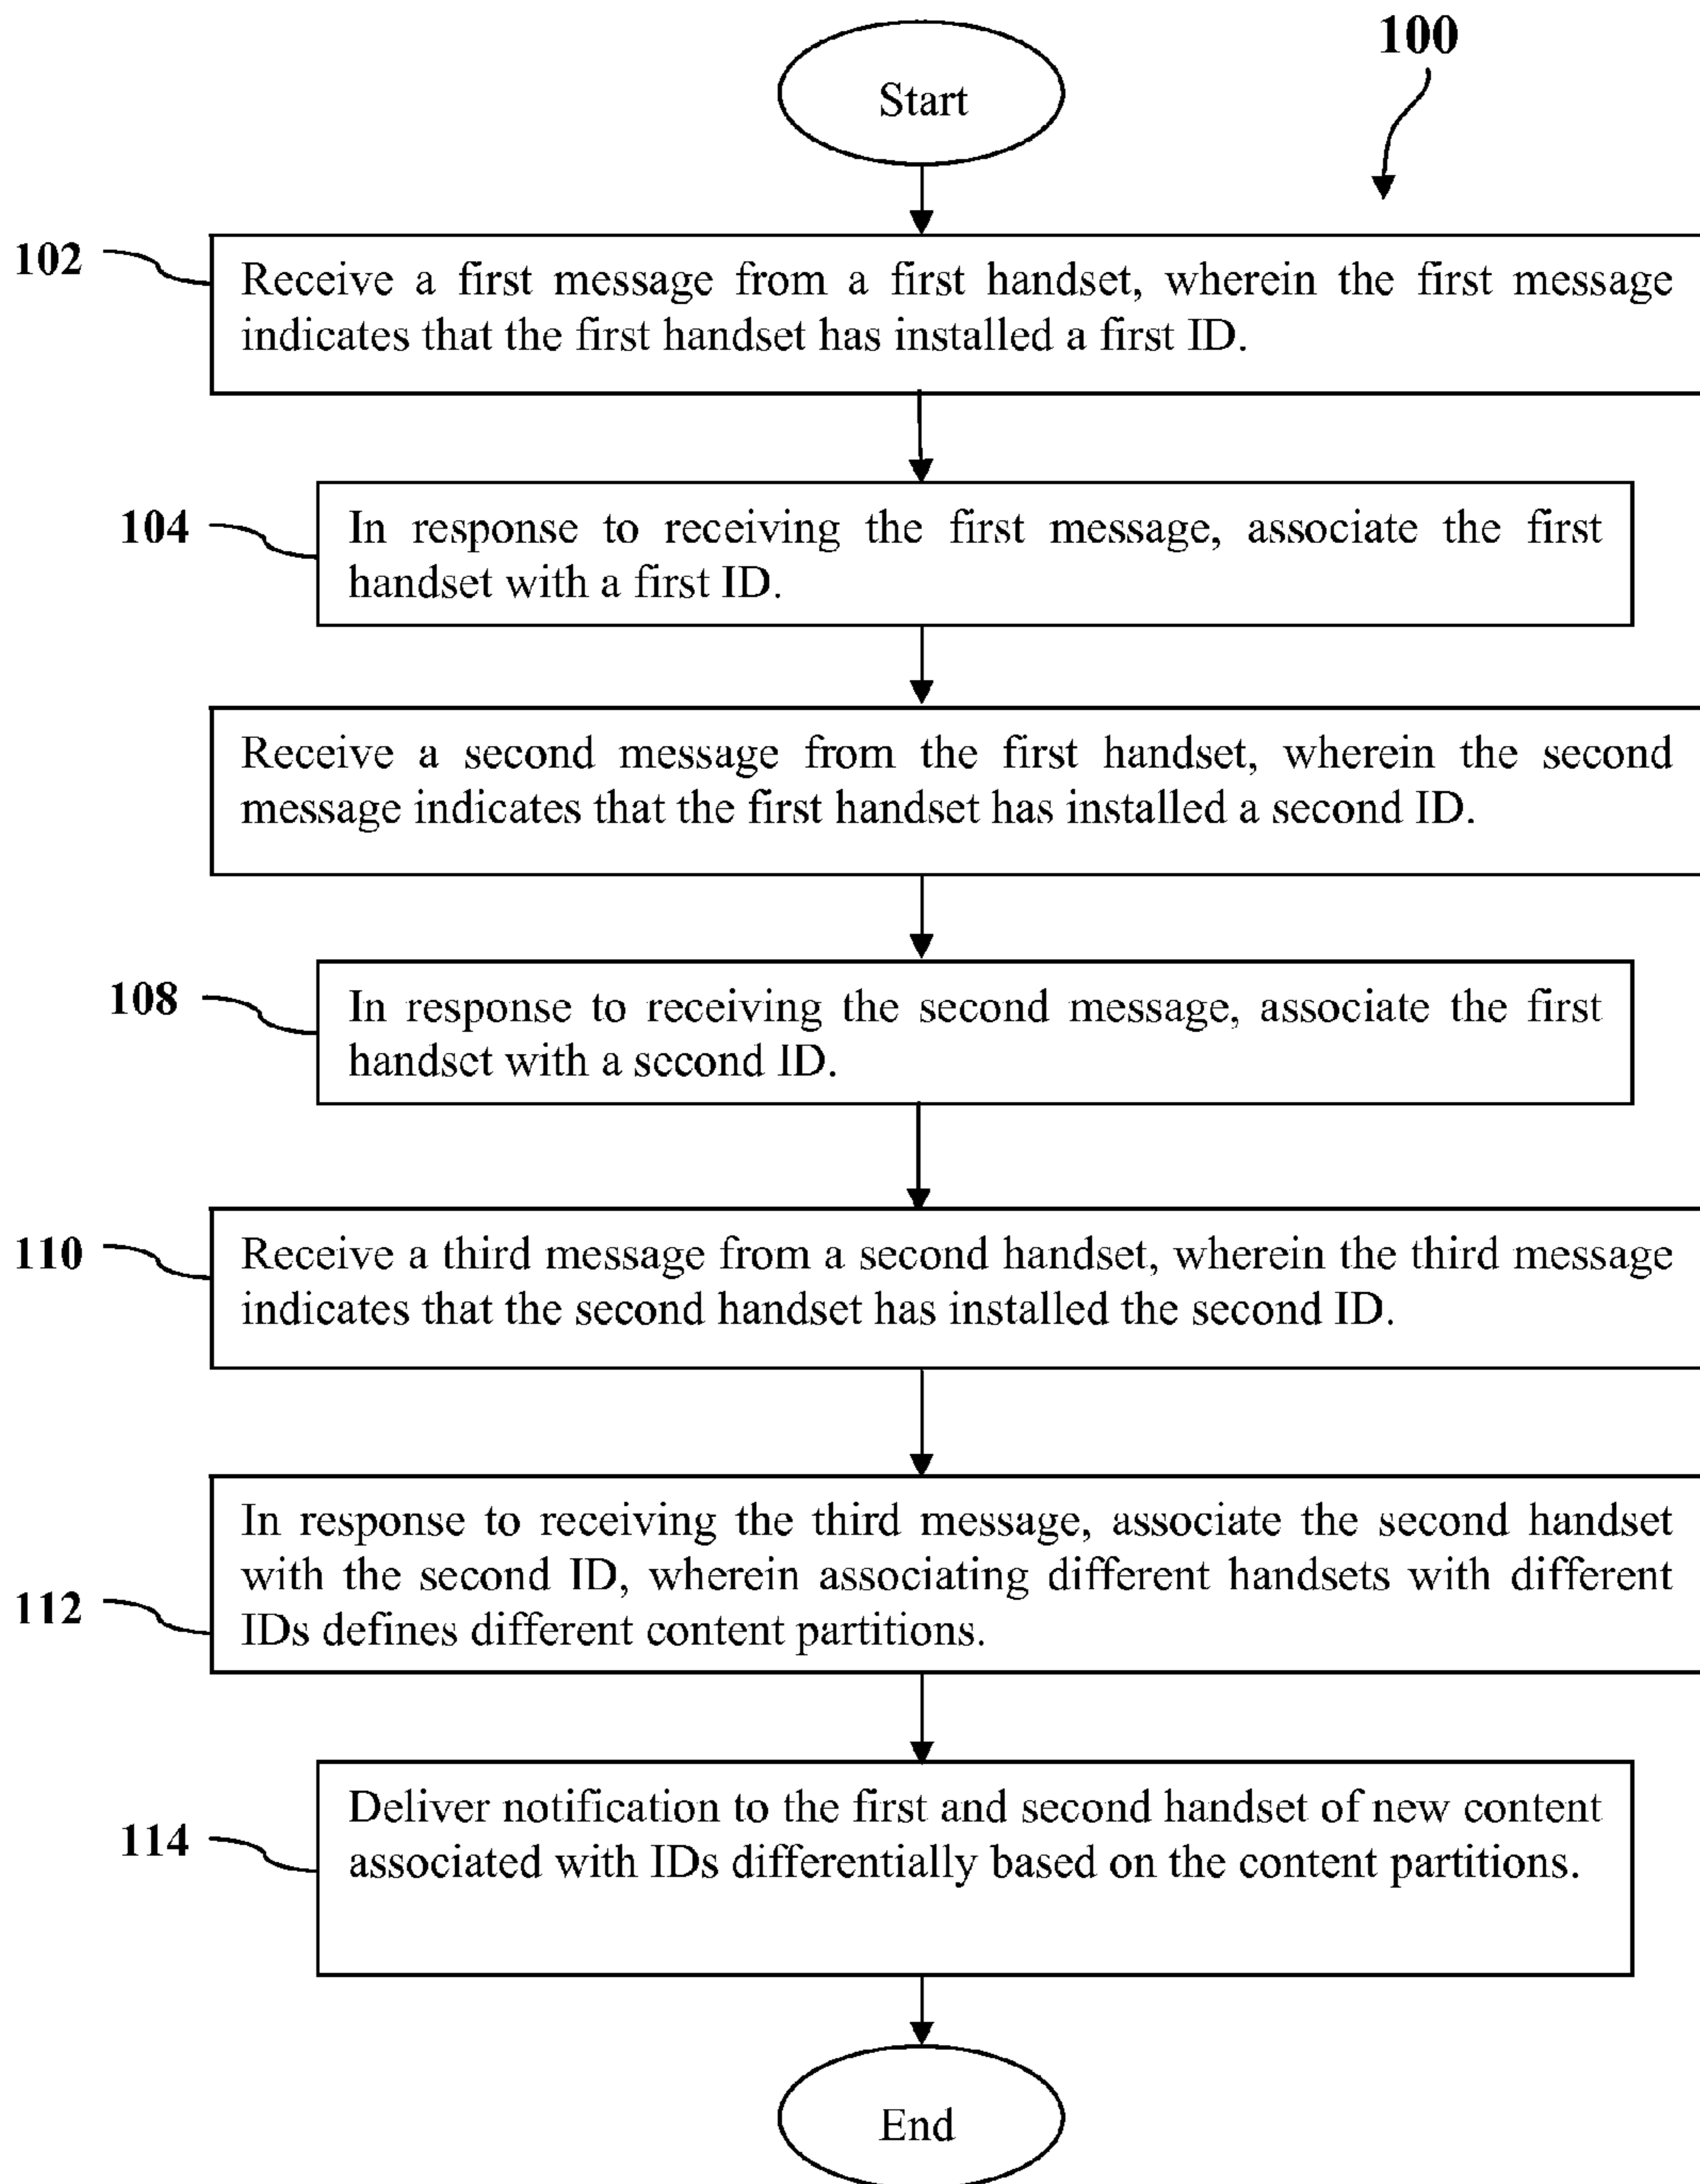 100
Start
102
Receive a first message from a first handset, wherein the first message
indicates that the first handset has installed a first ID.
104
In response to receiving the first message, associate the first
handset with a first ID.
Receive a second message from the first handset, wherein the second
message indicates that the first handset has installed a second ID.
108
In response to receiving the second message, associate the first
handset with a second ID.
110
Receive a third message from a second handset, wherein the third message
indicates that the second handset has installed the second ID.
112
In response to receiving the third message, associate the second handset
with the second ID, wherein associating different handsets with different
IDs defines different content partitions.
114
Deliver notification to the first and second handset of new content
associated with IDs differentially based on the content partitions.
End